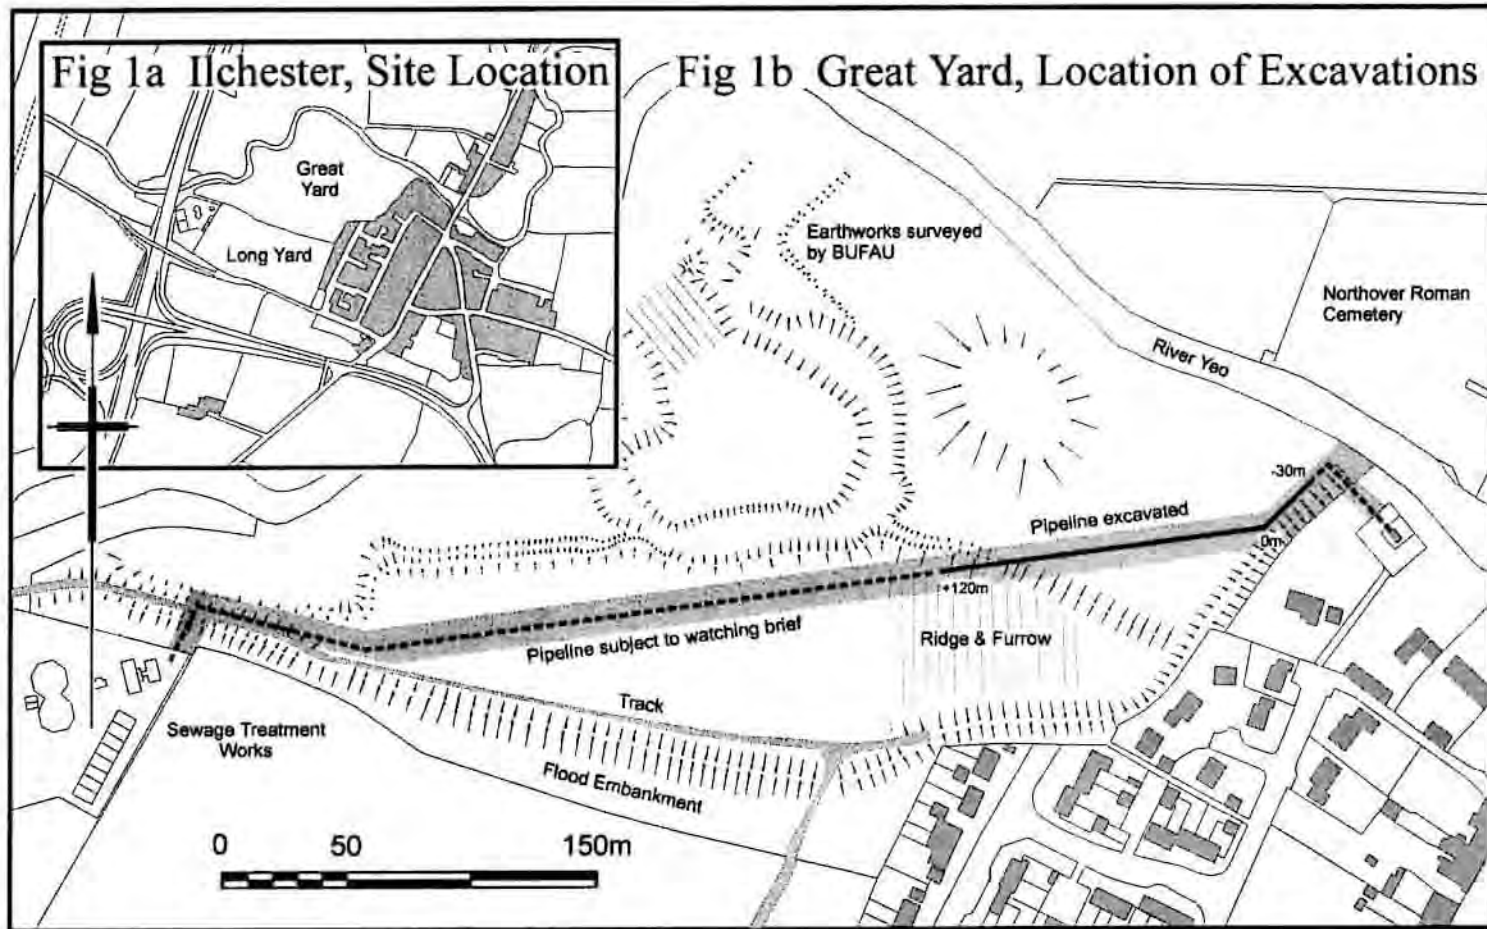 Fig 1a Ilchester, Site Location
Fig 1b Great Yard, Location of Excavations
Great
Yard
Long Yard
Earthworks surveyed
by BUFAU
Northover Roman
Cemetery
River Yeo
-30m
Pipeline excavated
0m
+120m
Pipeline subject to watching brief
Ridge & Furrow
Track
Sewage Treatment
Works
Flood Embankment
0 50 150m